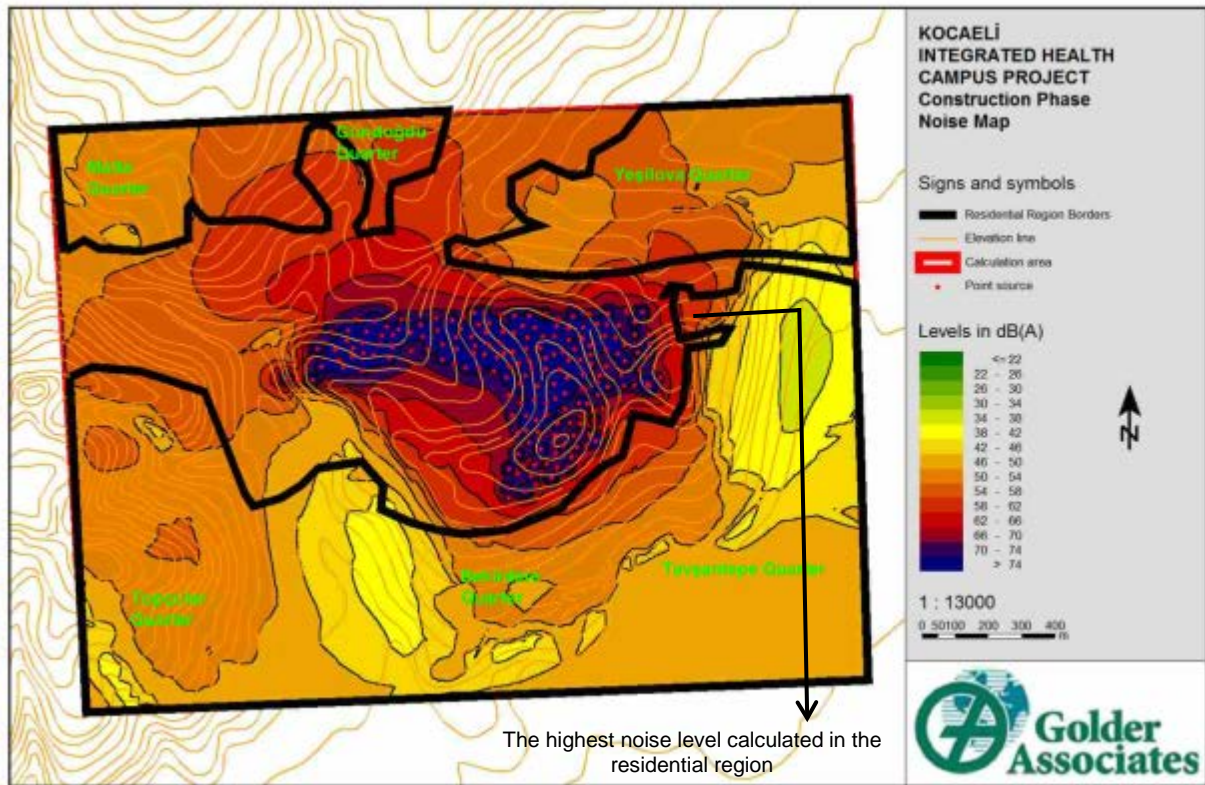 KOCAELİ
INTEGRATED HEALTH
CAMPUS PROJECT
Construction Phase
Noise Map
Signs and symbols
Residential Region Borders
Elevation line
Calculation area
Point source
Levels in dB(A)
<= 22
22 - 26
26 - 30
30 - 34
34 - 38
38 - 42
42 - 46
46 - 50
50 - 54
54 - 58
58 - 62
62 - 66
66 - 70
70 - 74
> 74
N
1 : 13000
0 50100 200 300 400
m
Golder
Associates
Gündoğdu
Quarter
Quarter
Yeşilova Quarter
Topçular
Quarter
Quarter
Tavşantepe Quarter
The highest noise level calculated in the
residential region